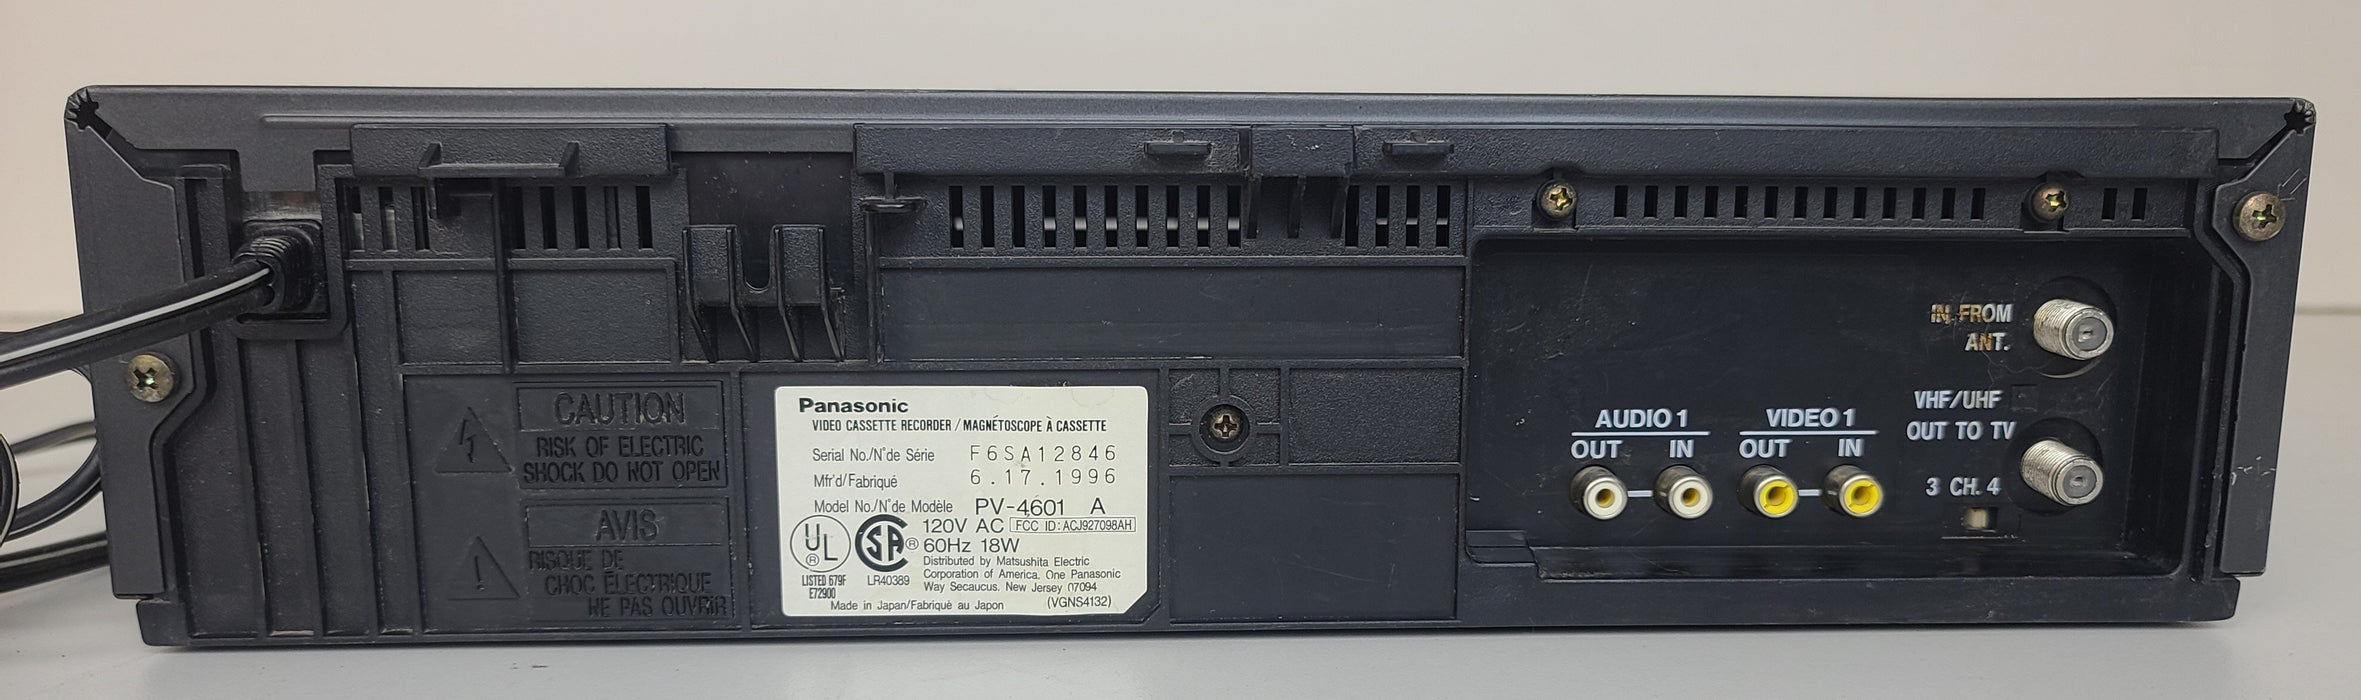 CAUTION
RISK OF ELECTRIC
SHOCK DO NOT OPEN
AVIS
RISQUE DE
CHOC ÉLECTRIQUE
NE PAS OUVRIR
Panasonic
VIDEO CASSETTE RECORDER / MAGNÉTOSCOPE À CASSETTE
Serial No./N° de Série F6SA12846
Mfr'd/Fabriqué 6.17.1996
Model No./N° de Modèle PV-4601 A
UL ®
LISTED 679F
E72900
SA ®
LR40389
120V AC FCC ID: ACJ927098AH
60Hz 18W
Distributed by Matsushita Electric
Corporation of America, One Panasonic
Way Secaucus, New Jersey 07094
Made in Japan/Fabriqué au Japon (VGNS4132)
AUDIO 1
OUT IN
VIDEO 1
OUT IN
IN FROM
ANT.
VHF/UHF
OUT TO TV
3 CH. 4